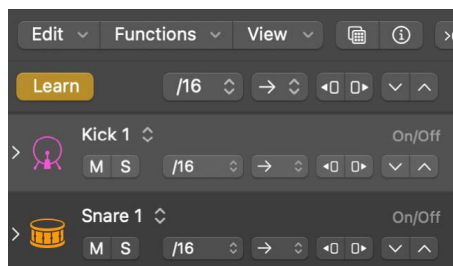 Edit Functions View
Learn /16
Kick 1 On/Off
M S /16
Snare 1 On/Off
M S /16